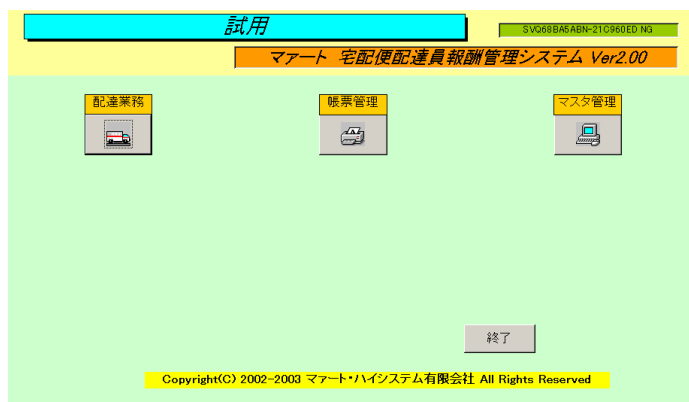 試用
SVQ68BA5ABN-21C960ED NG
マァート 宅配便配達員報酬管理システム Ver2.00
配達業務
帳票管理
マスタ管理
終了
Copyright(C) 2002-2003 マァート・ハイシステム有限会社 All Rights Reserved